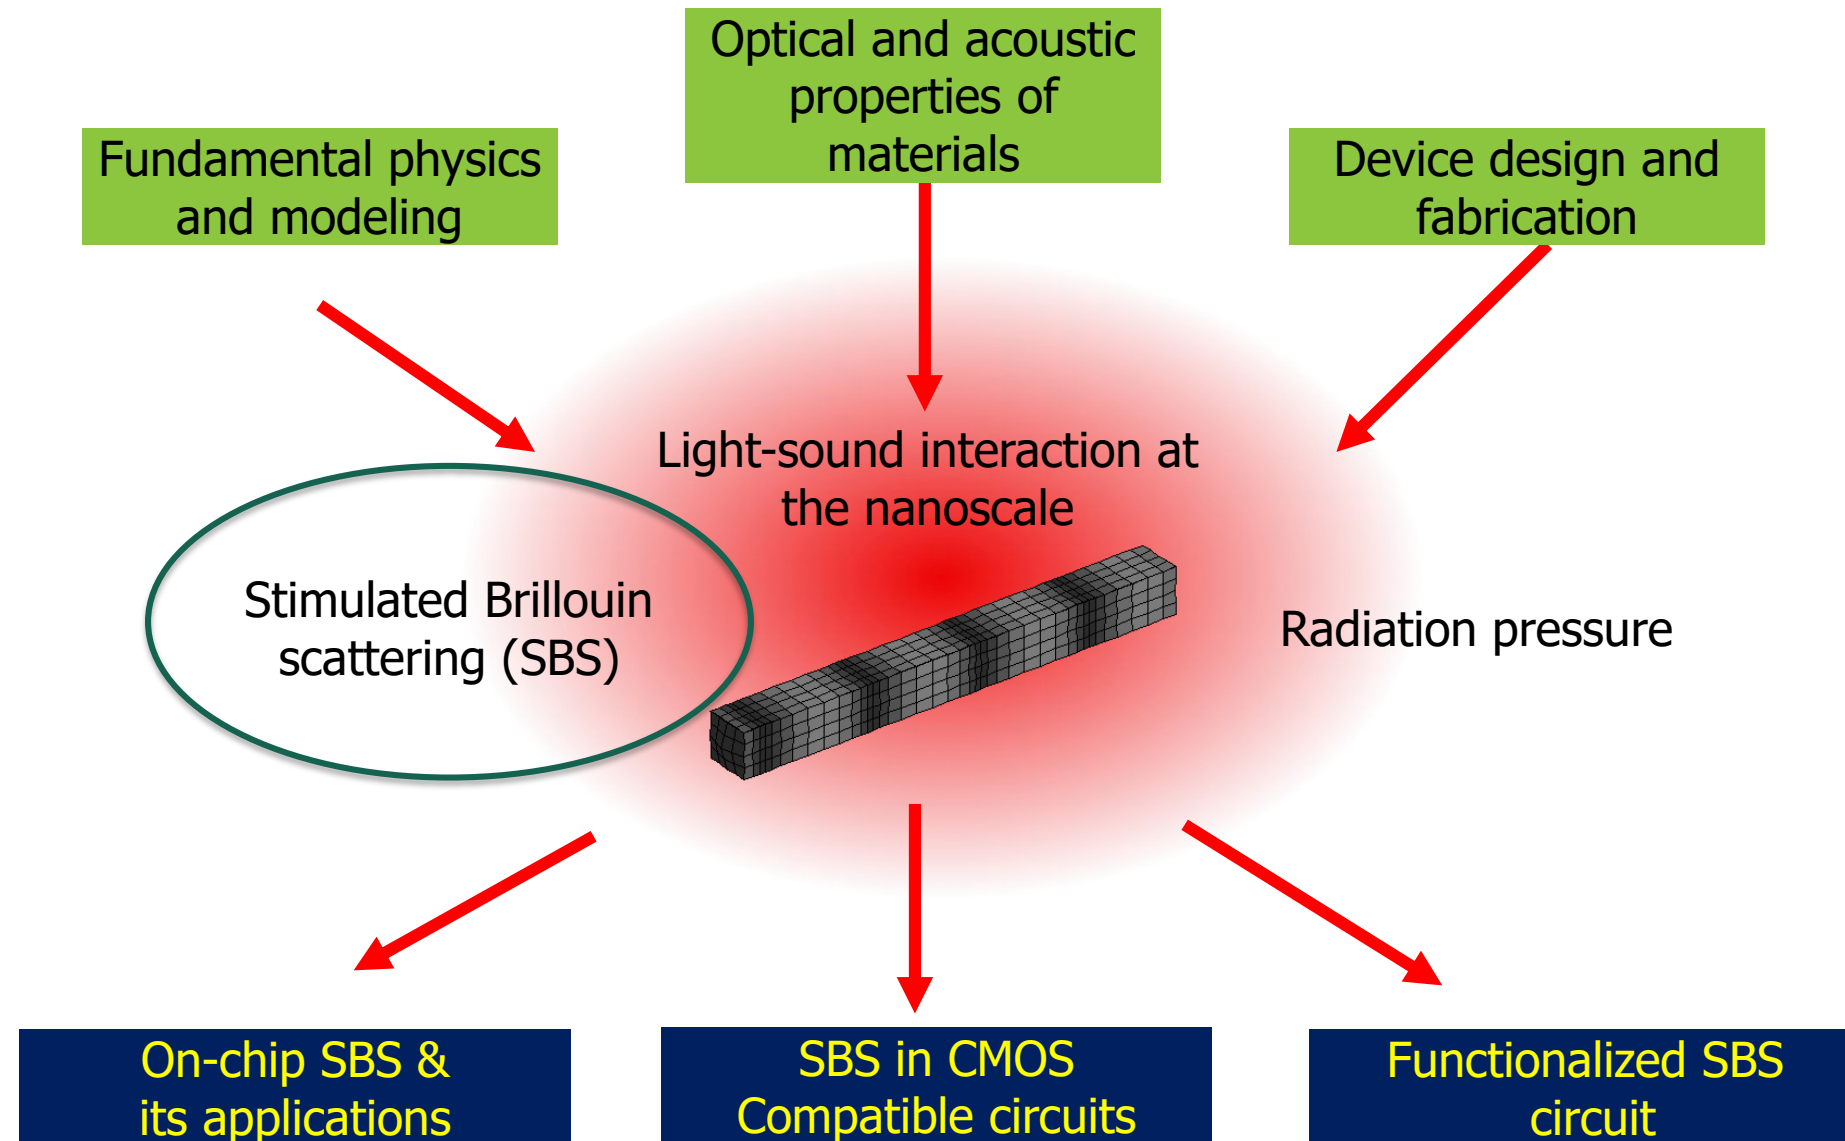 Optical and acoustic
properties of
materials
Fundamental physics
and modeling
Device design and
fabrication
Light-sound interaction at
the nanoscale
Stimulated Brillouin
scattering (SBS)
Radiation pressure
On-chip SBS &
its applications
SBS in CMOS
Compatible circuits
Functionalized SBS
circuit